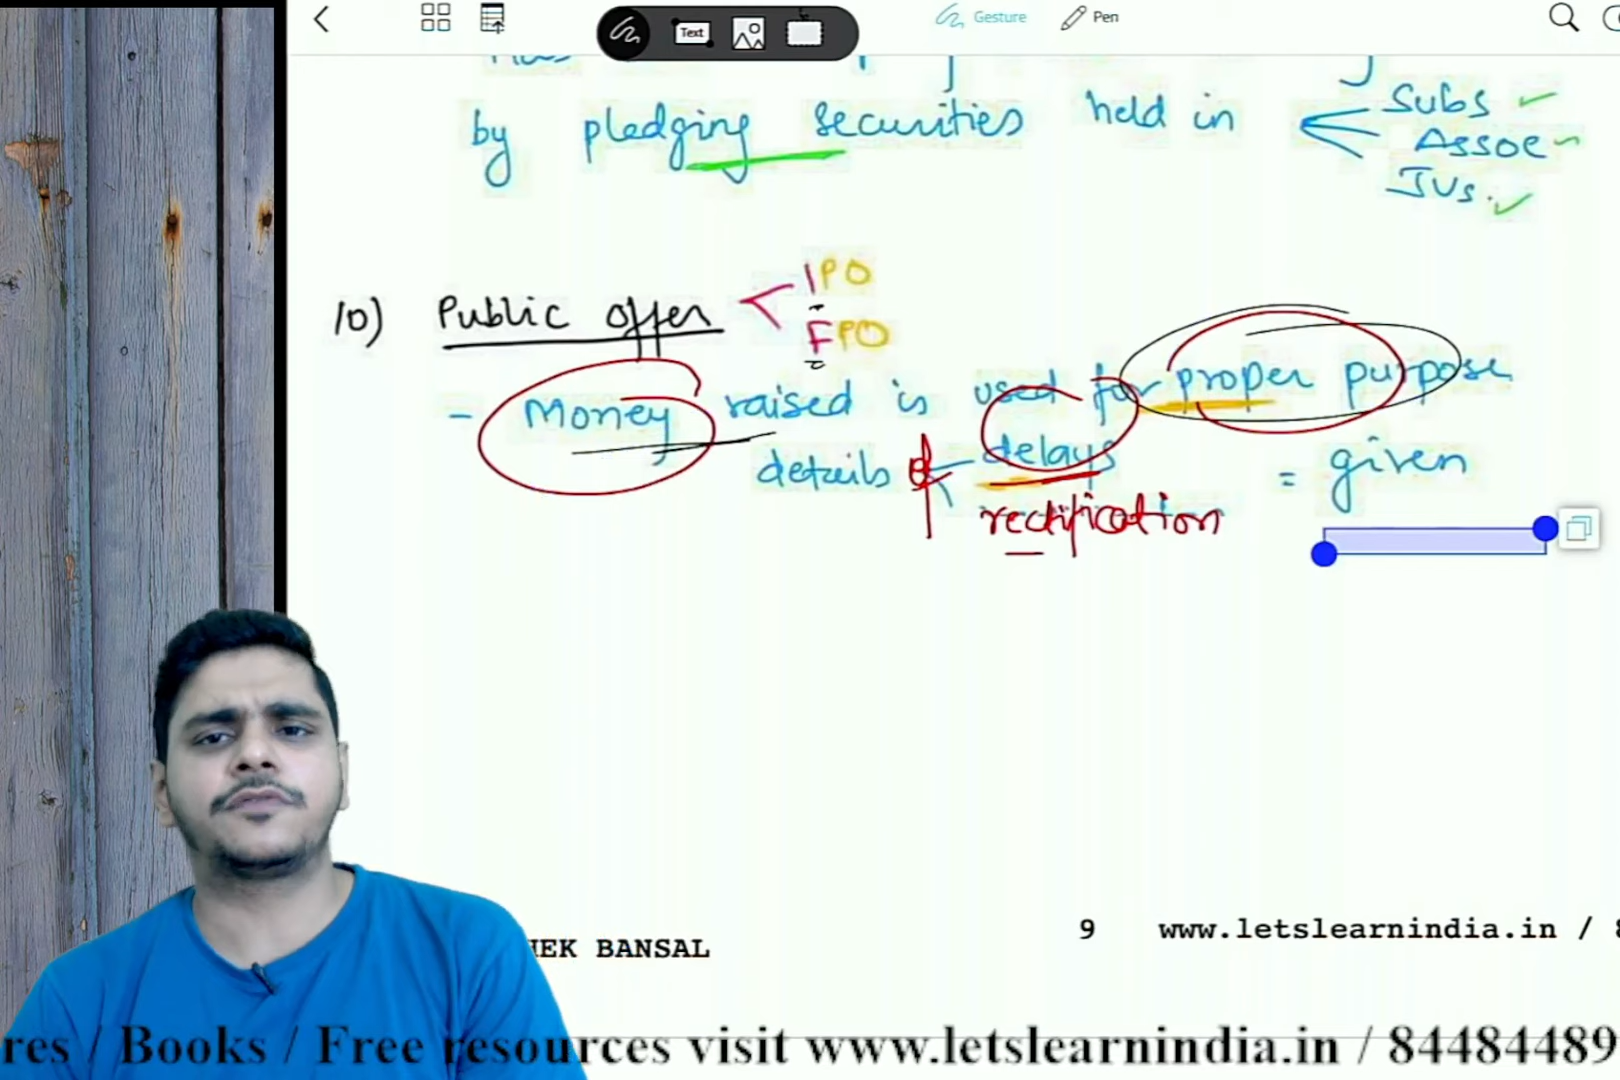 Text
Gesture
Pen
by pledging securities held in
Subs
Assoc
JVs.
10) Public offer
IPO
FPO
- Money raised is used for proper purpose
details of delays = given
rectification
HEK BANSAL
9 www.letslearnindia.in /
res / Books / Free resources visit www.letslearnindia.in / 84484489